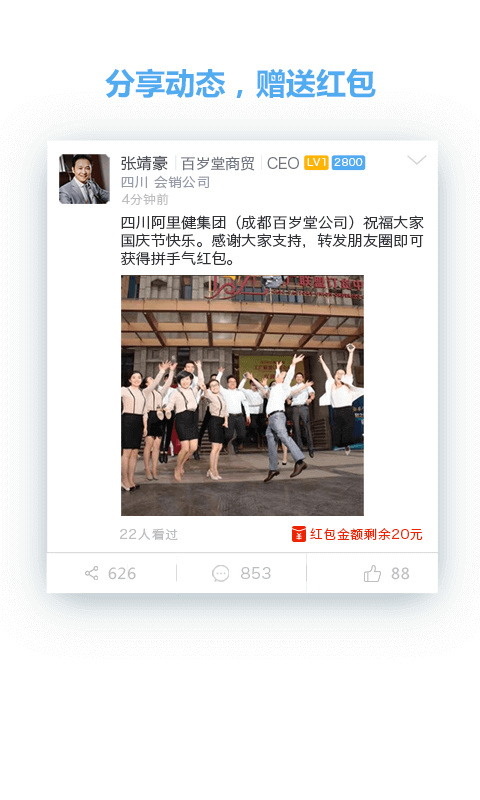 分享动态，赠送红包
张靖豪 百岁堂商贸 CEO LV1 2800
四川 会销公司
4分钟前
四川阿里健集团（成都百岁堂公司）祝福大家
国庆节快乐。感谢大家支持，转发朋友圈即可
获得拼手气红包。
22人看过 红包金额剩余20元
626 853 88